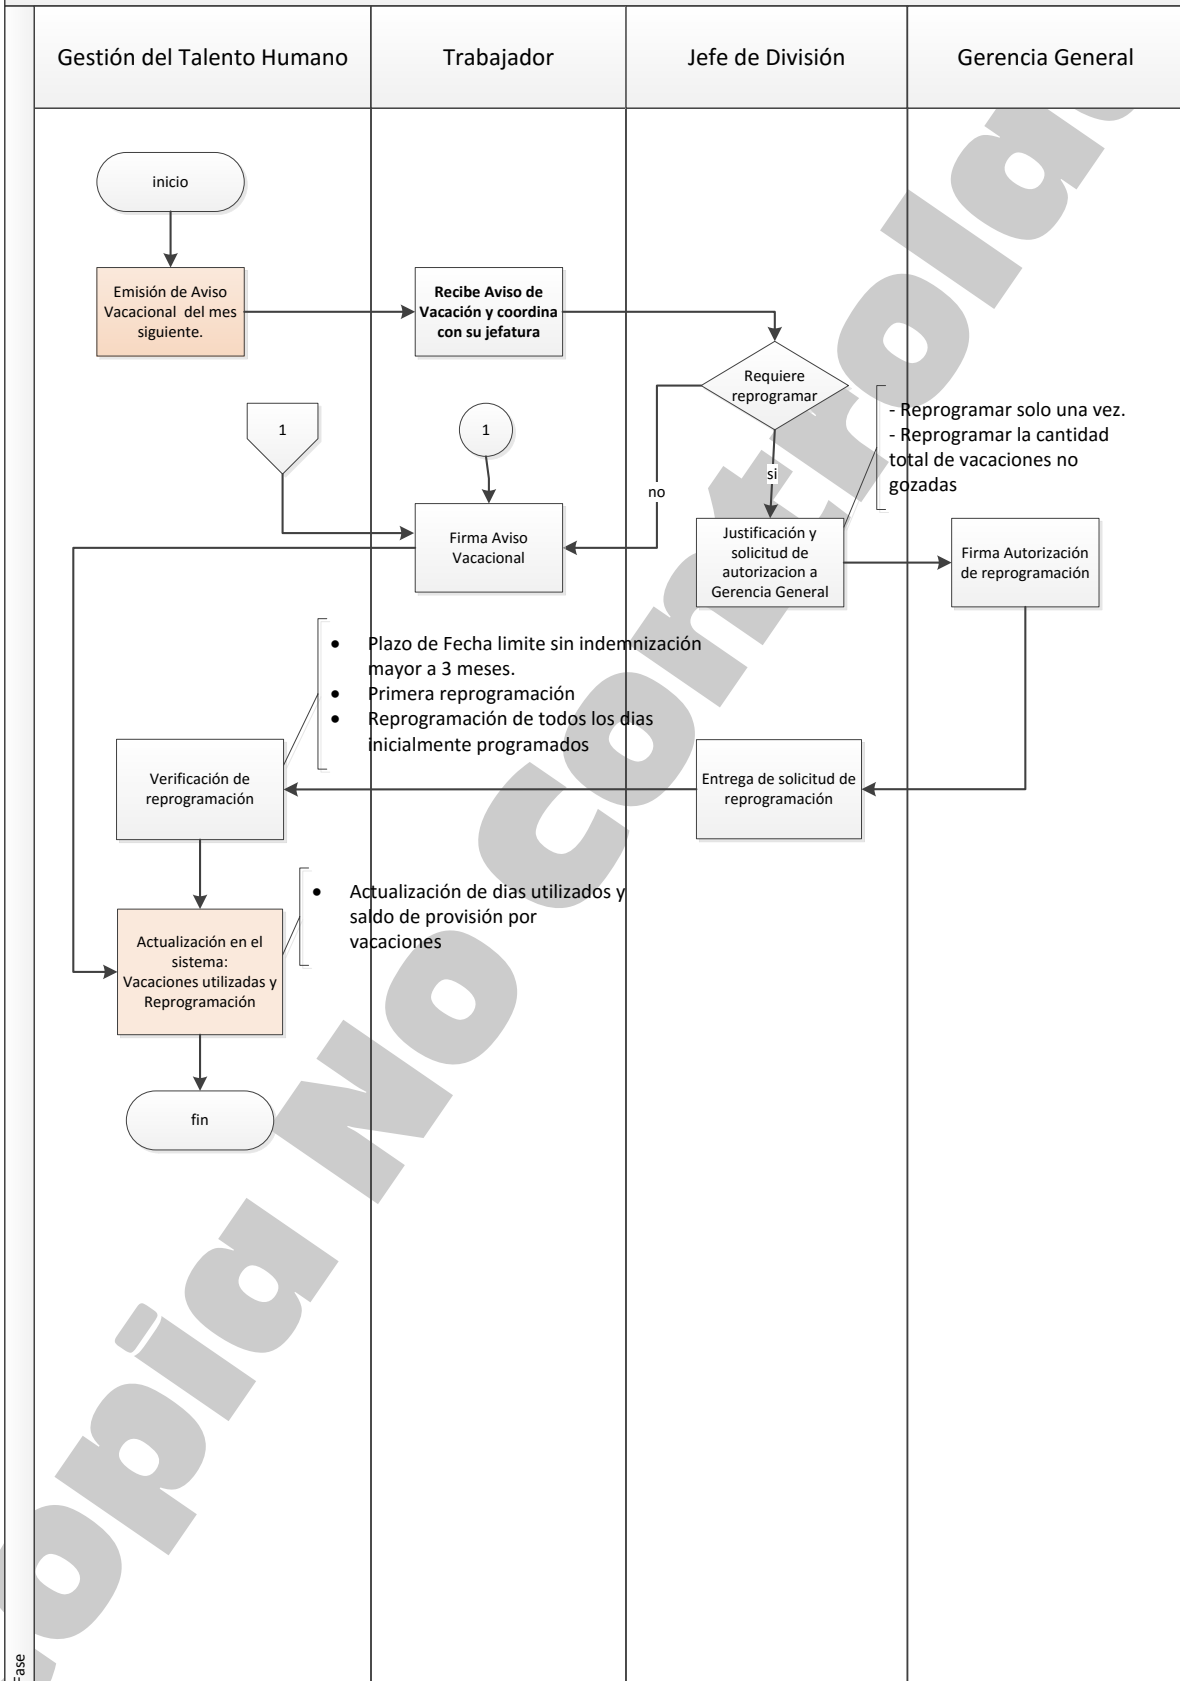 Gestión del Talento Humano
Trabajador
Jefe de División
Gerencia General
inicio
Emisión de Aviso
Vacacional del mes
siguiente.
Recibe Aviso de
Vacación y coordina
con su jefatura
Requiere
reprogramar
- Reprogramar solo una vez.
- Reprogramar la cantidad
total de vacaciones no
gozadas
1
1
si
no
Firma Aviso
Vacacional
Justificación y
solicitud de
autorizacion a
Gerencia General
Firma Autorización
de reprogramación
• Plazo de Fecha limite sin indemnización
mayor a 3 meses.
• Primera reprogramación
• Reprogramación de todos los dias
inicialmente programados
Verificación de
reprogramación
Entrega de solicitud de
reprogramación
• Actualización de dias utilizados y
saldo de provisión por
vacaciones
Actualización en el
sistema:
Vacaciones utilizadas y
Reprogramación
fin
Fase
opia No controlad